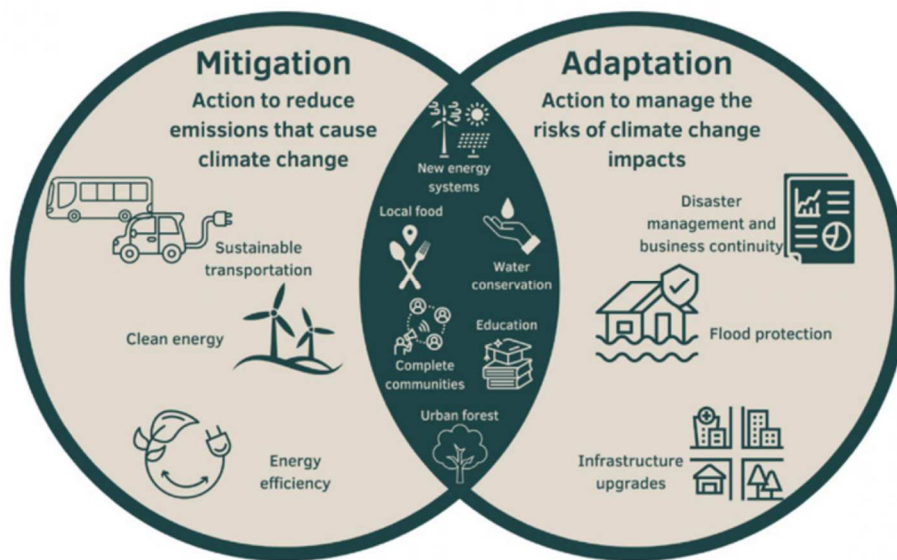 Mitigation
Action to reduce
emissions that cause
climate change
Sustainable
transportation
Clean energy
Energy
efficiency
New energy
systems
Local food
Water
conservation
Education
Complete
communities
Urban forest
Adaptation
Action to manage the
risks of climate change
impacts
Disaster
management and
business continuity
Flood protection
Infrastructure
upgrades